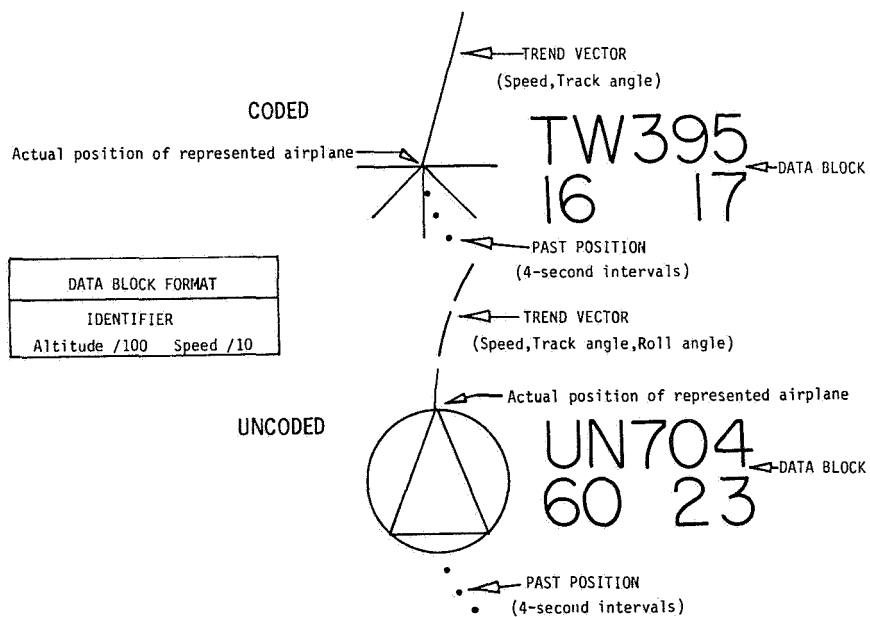 TREND VECTOR
(Speed,Track angle)
CODED
Actual position of represented airplane
TW395
16 17
DATA BLOCK
PAST POSITION
(4-second intervals)
DATA BLOCK FORMAT
IDENTIFIER
Altitude /100 Speed /10
TREND VECTOR
(Speed,Track angle,Roll angle)
Actual position of represented airplane
UNCODED
UN704
60 23
DATA BLOCK
PAST POSITION
(4-second intervals)